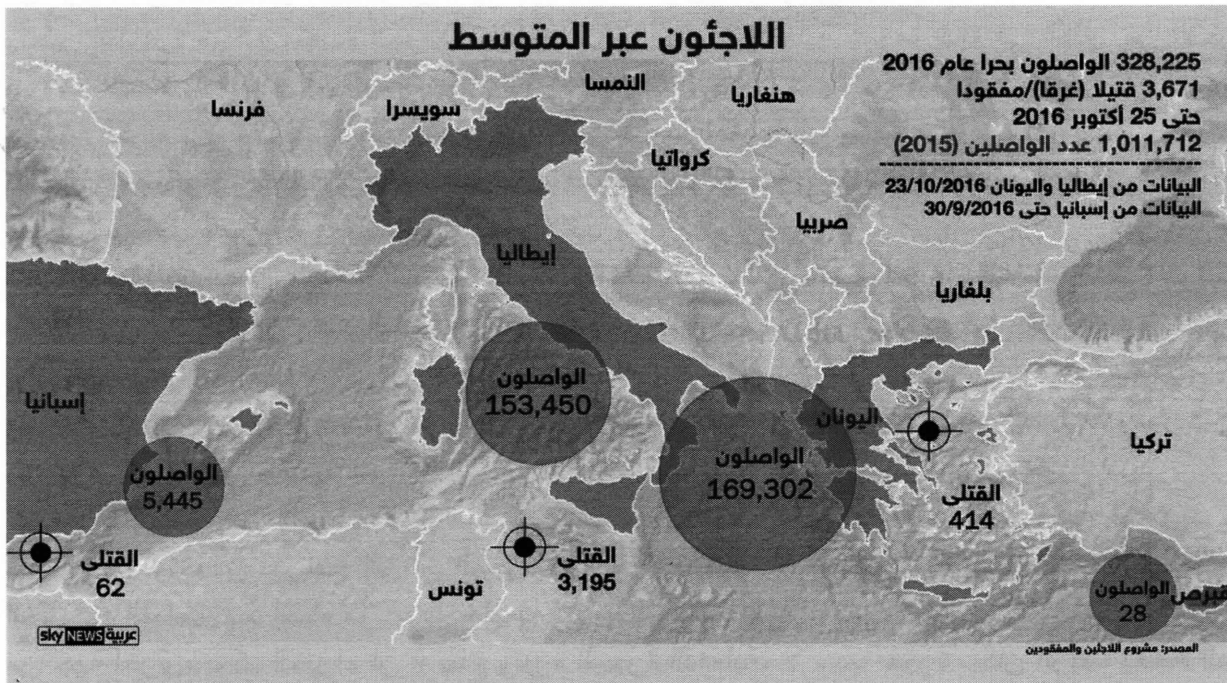 اللاجئون عبر المتوسط
328,225 الواصلون بحرا عام 2016
3,671 قتيلا (غرقا)/مفقودا
حتى 25 أكتوبر 2016
1,011,712 عدد الواصلين (2015)
البيانات من إيطاليا واليونان 23/10/2016
البيانات من إسبانيا حتى 30/9/2016
النمسا
هنغاريا
سويسرا
فرنسا
كرواتيا
صربيا
بلغاريا
إيطاليا
إسبانيا
اليونان
تركيا
الواصلون
153,450
الواصلون
169,302
الواصلون
5,445
القتلى
414
القتلى
3,195
القتلى
62
تونس
الواصلون
28
قبرص
المصدر: مشروع اللاجئين والمفقودين
sky NEWS عربية